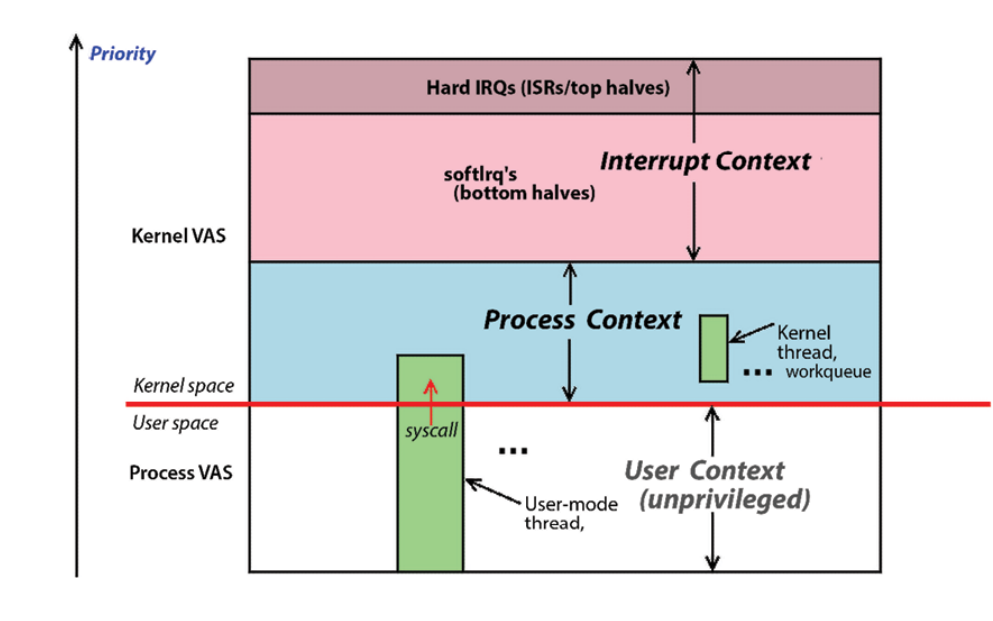 Priority
Hard IRQs (ISRs/top halves)
Interrupt Context
softIrq's
(bottom halves)
Kernel VAS
Process Context
Kernel
thread,
... workqueue
Kernel space
User space
syscall
...
Process VAS
User Context
(unprivileged)
User-mode
thread,